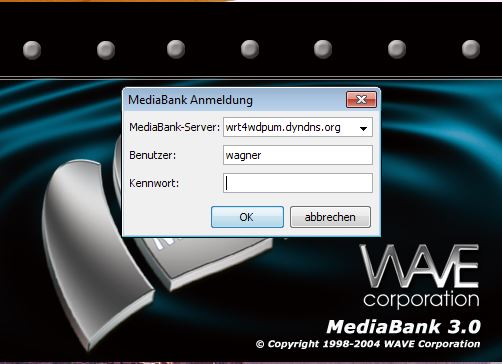 MediaBank Anmeldung
MediaBank-Server: wrt4wdpum.dyndns.org
Benutzer: wagner
Kennwort:
OK abbrechen
WAVE
corporation
MediaBank 3.0
© Copyright 1998-2004 WAVE Corporation